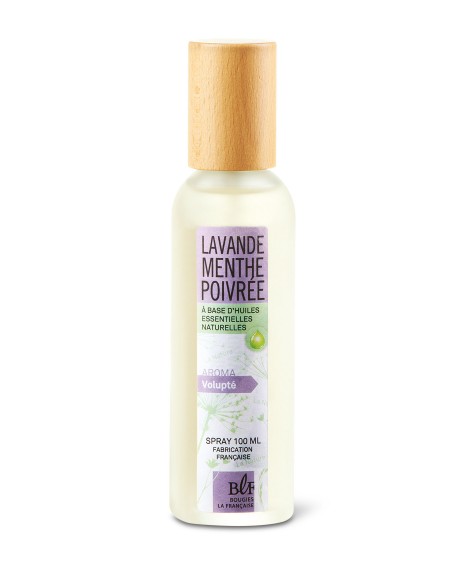 LAVANDE
MENTHE
POIVRÉE
À BASE D'HUILES
ESSENTIELLES
NATURELLES
AROMA
Volupté
SPRAY 100 ML
FABRICATION
FRANÇAISE
BLF
BOUGIES
LA FRANÇAISE